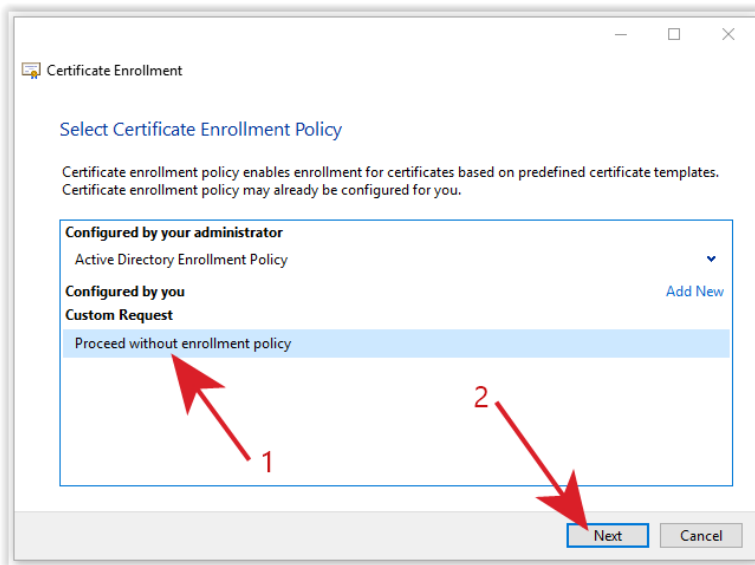 Certificate Enrollment
Select Certificate Enrollment Policy
Certificate enrollment policy enables enrollment for certificates based on predefined certificate templates.
Certificate enrollment policy may already be configured for you.
Configured by your administrator
Active Directory Enrollment Policy
Configured by you Add New
Custom Request
Proceed without enrollment policy
2
1
Next Cancel